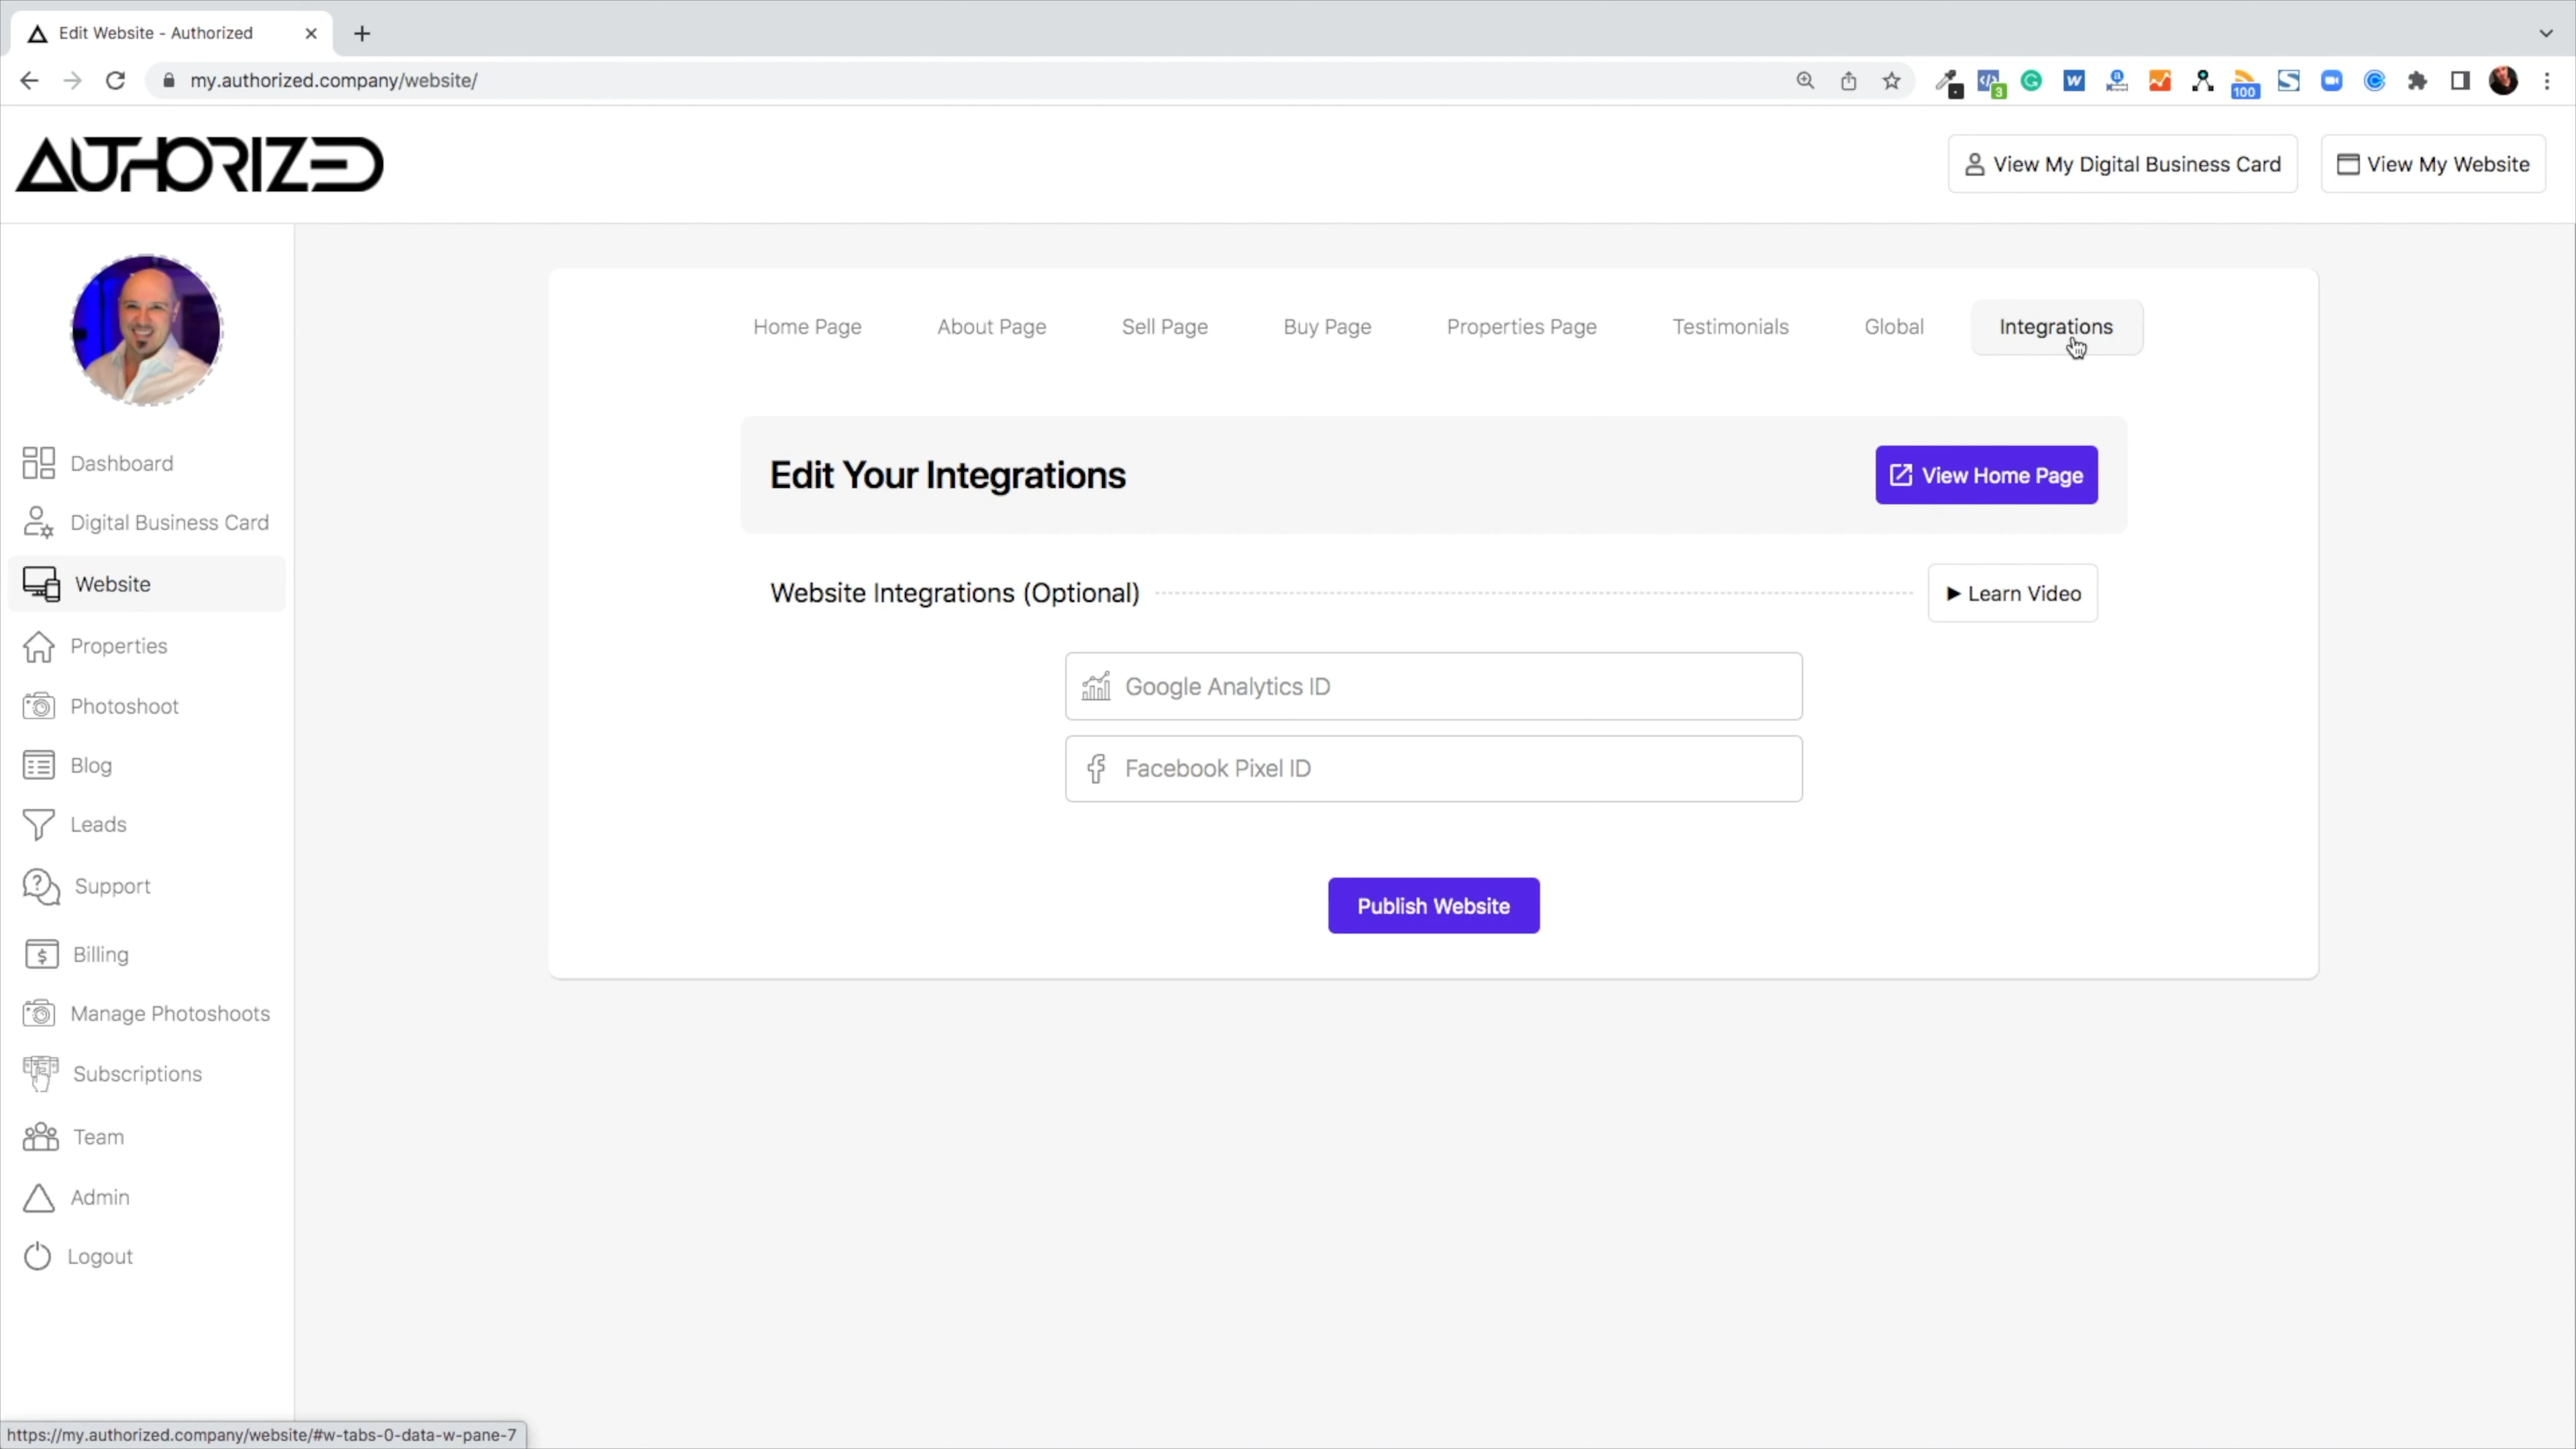 Edit Website - Authorized
my.authorized.company/website/
3
100
AUTHORIZED
View My Digital Business Card
View My Website
Home Page
About Page
Sell Page
Buy Page
Properties Page
Testimonials
Global
Integrations
Dashboard
Digital Business Card
Website
Properties
Photoshoot
Blog
Leads
Support
Billing
Manage Photoshoots
Subscriptions
Team
Admin
Logout
Edit Your Integrations
View Home Page
Website Integrations (Optional)
Learn Video
Google Analytics ID
Facebook Pixel ID
Publish Website
https://my.authorized.company/website/#w-tabs-0-data-w-pane-7